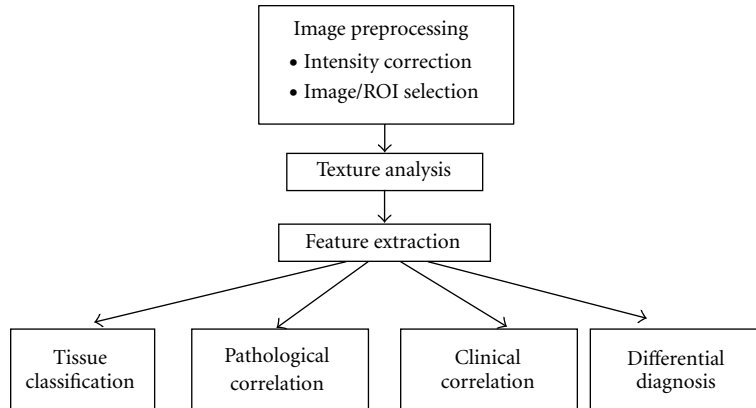 Image preprocessing
• Intensity correction
• Image/ROI selection
Texture analysis
Feature extraction
Tissue
classification
Pathological
correlation
Clinical
correlation
Differential
diagnosis